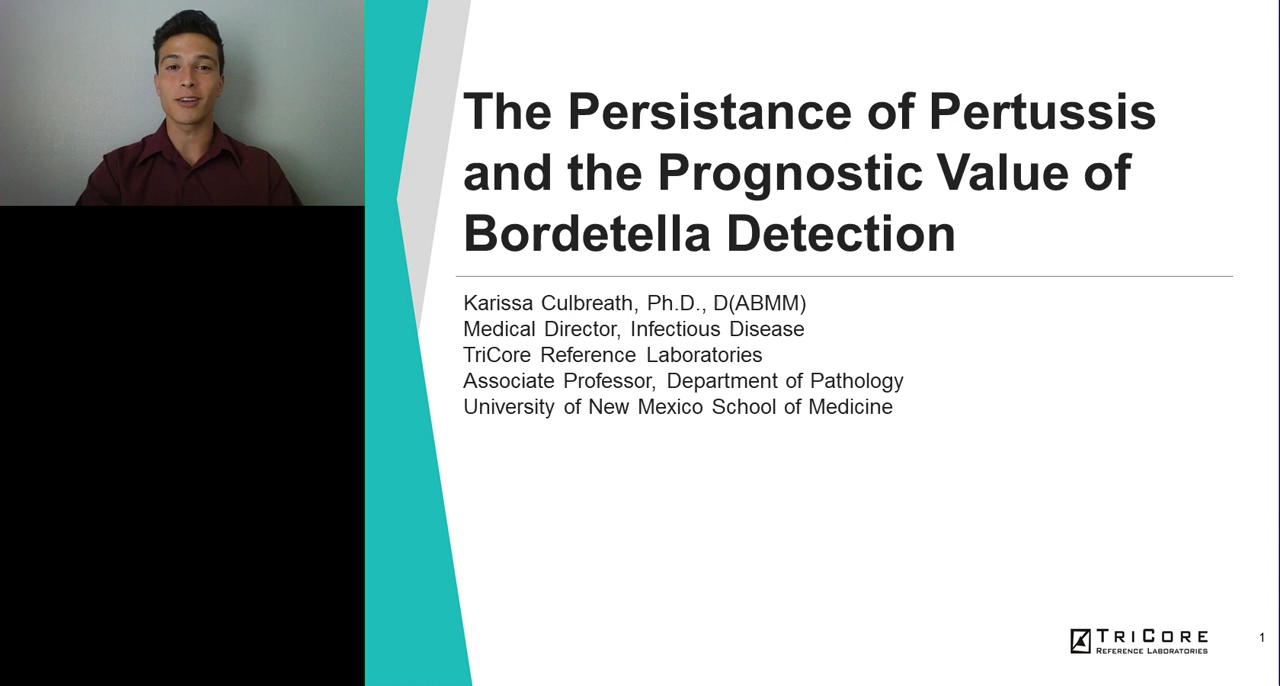 The Persistance of Pertussis
and the Prognostic Value of
Bordetella Detection
Karissa Culbreath, Ph.D., D(ABMM)
Medical Director, Infectious Disease
TriCore Reference Laboratories
Associate Professor, Department of Pathology
University of New Mexico School of Medicine
TRICORE
REFERENCE LABORATORIES
1